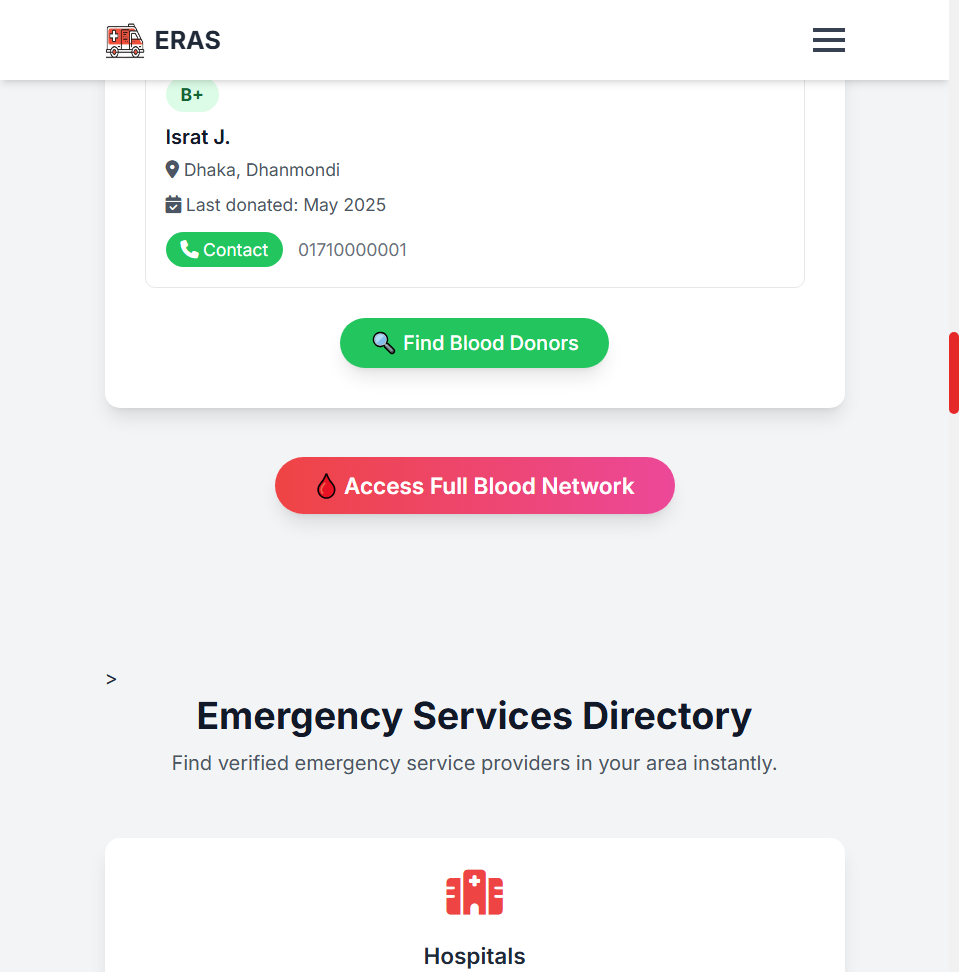 ERAS
B+
Israt J.
Dhaka, Dhanmondi
Last donated: May 2025
Contact 01710000001
Find Blood Donors
Access Full Blood Network
>
Emergency Services Directory
Find verified emergency service providers in your area instantly.
Hospitals